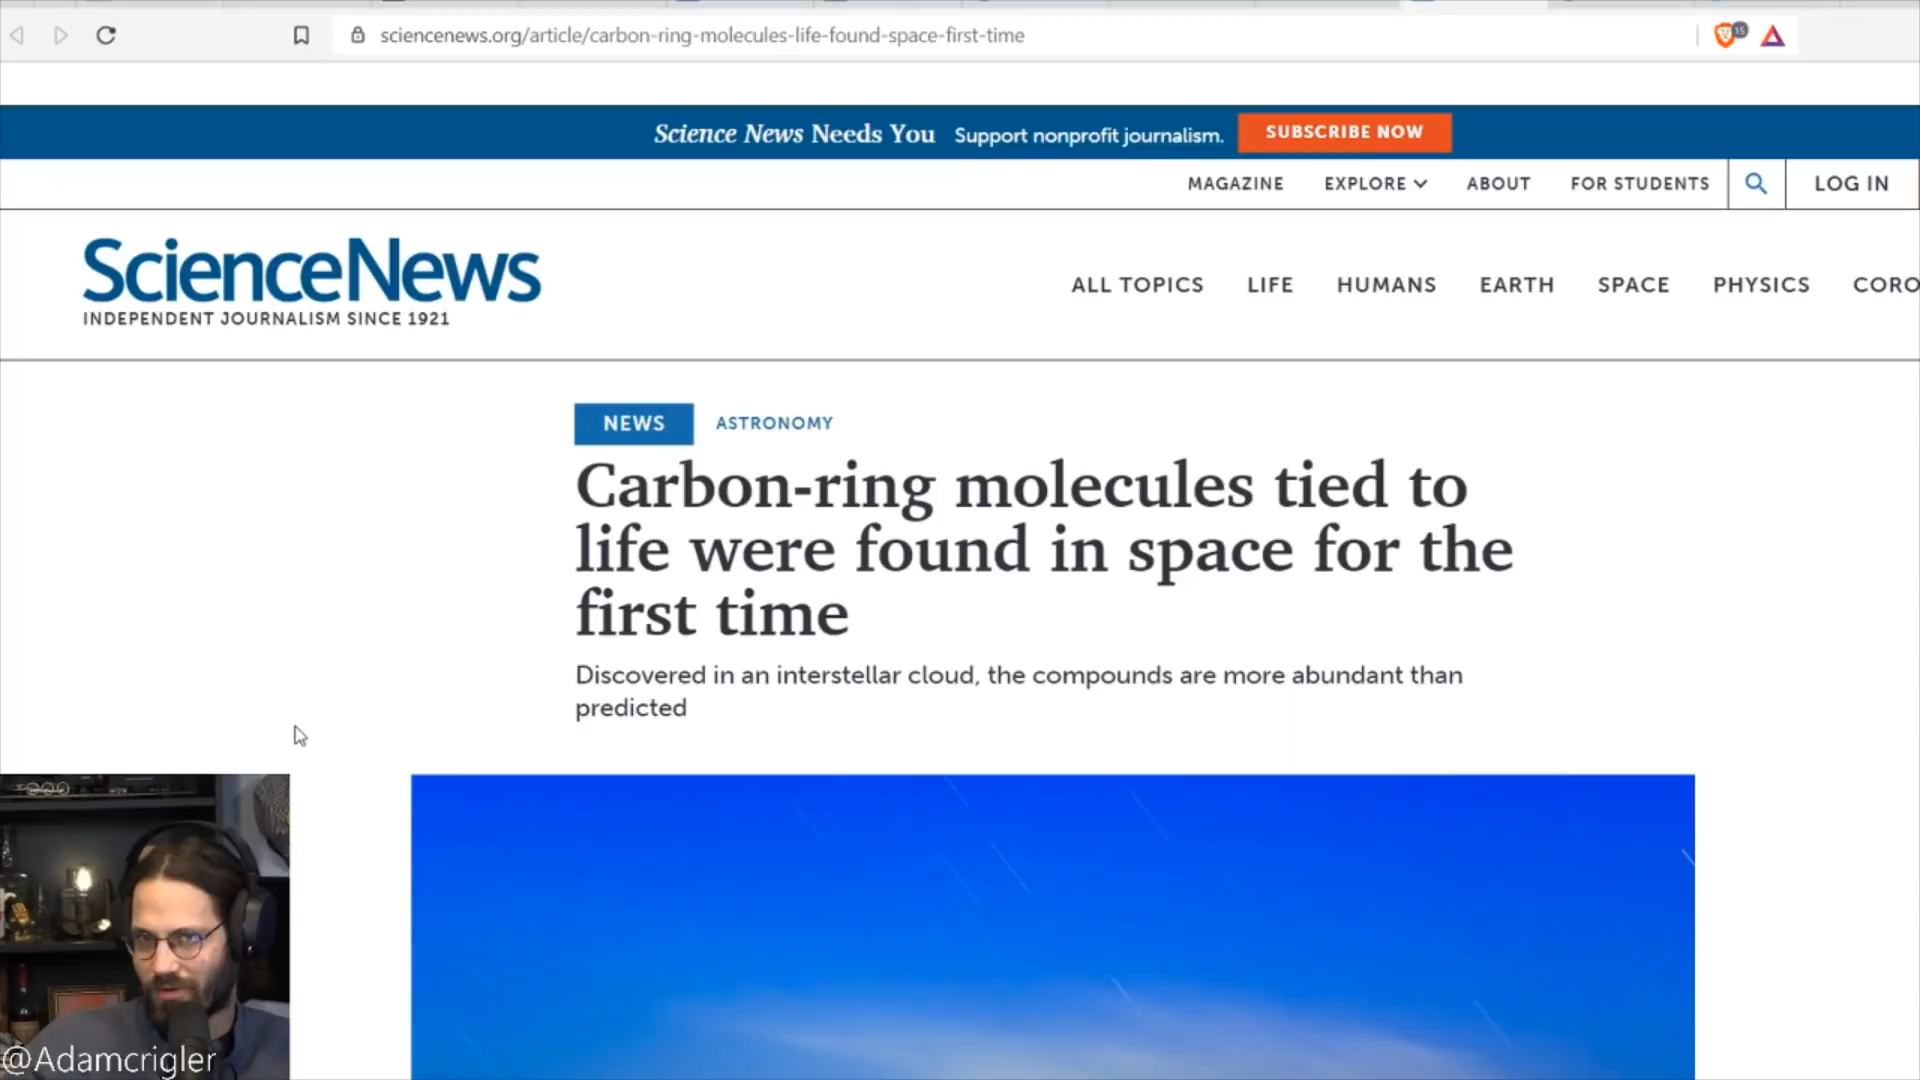 sciencenews.org/article/carbon-ring-molecules-life-found-space-first-time
15
Science News Needs You Support nonprofit journalism. SUBSCRIBE NOW
MAGAZINE EXPLORE ABOUT FOR STUDENTS LOG IN
ScienceNews
INDEPENDENT JOURNALISM SINCE 1921
ALL TOPICS LIFE HUMANS EARTH SPACE PHYSICS CORO
NEWS ASTRONOMY
Carbon-ring molecules tied to
life were found in space for the
first time
Discovered in an interstellar cloud, the compounds are more abundant than
predicted
@Adamcrigler